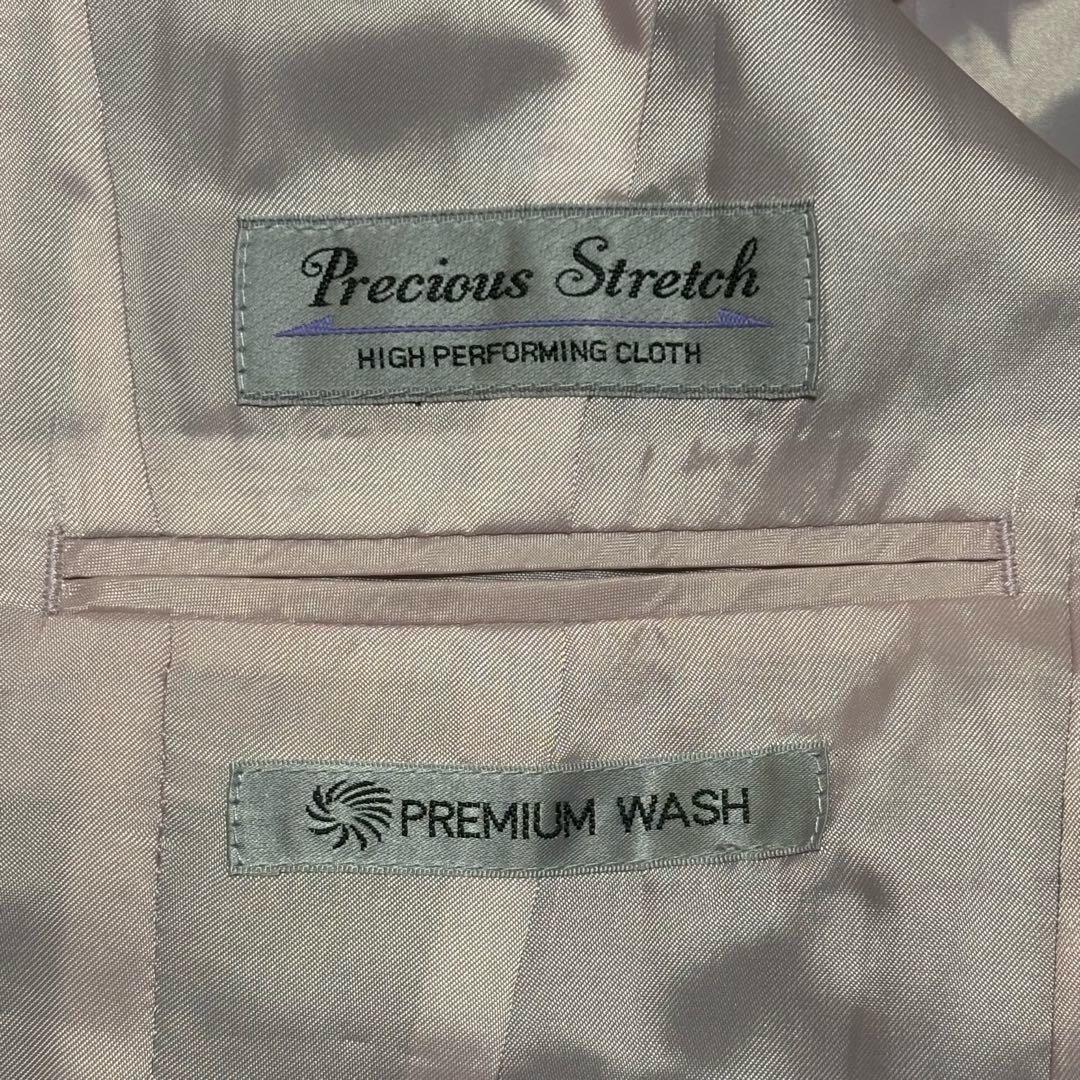 Precious Stretch
HIGH PERFORMING CLOTH
PREMIUM WASH